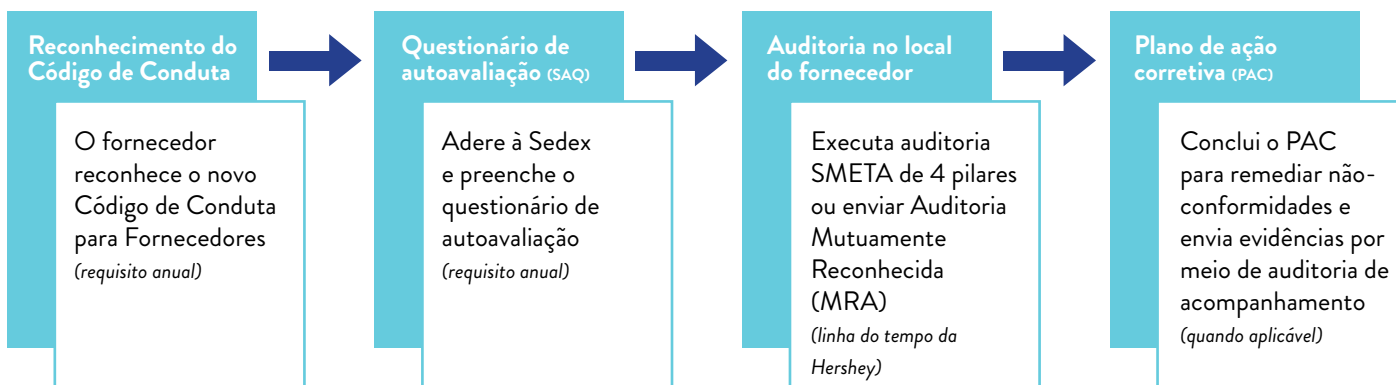 Reconhecimento do
Código de Conduta
O fornecedor
reconhece o novo
Código de Conduta
para Fornecedores
(requisito anual)
Questionário de
autoavaliação (SAQ)
Adere à Sedex
e preenche o
questionário de
autoavaliação
(requisito anual)
Auditoria no local
do fornecedor
Executa auditoria
SMETA de 4 pilares
ou enviar Auditoria
Mutuamente
Reconhecida
(MRA)
(linha do tempo da
Hershey)
Plano de ação
corretiva (PAC)
Conclui o PAC
para remediar não-
conformidades e
envia evidências por
meio de auditoria de
acompanhamento
(quando aplicável)